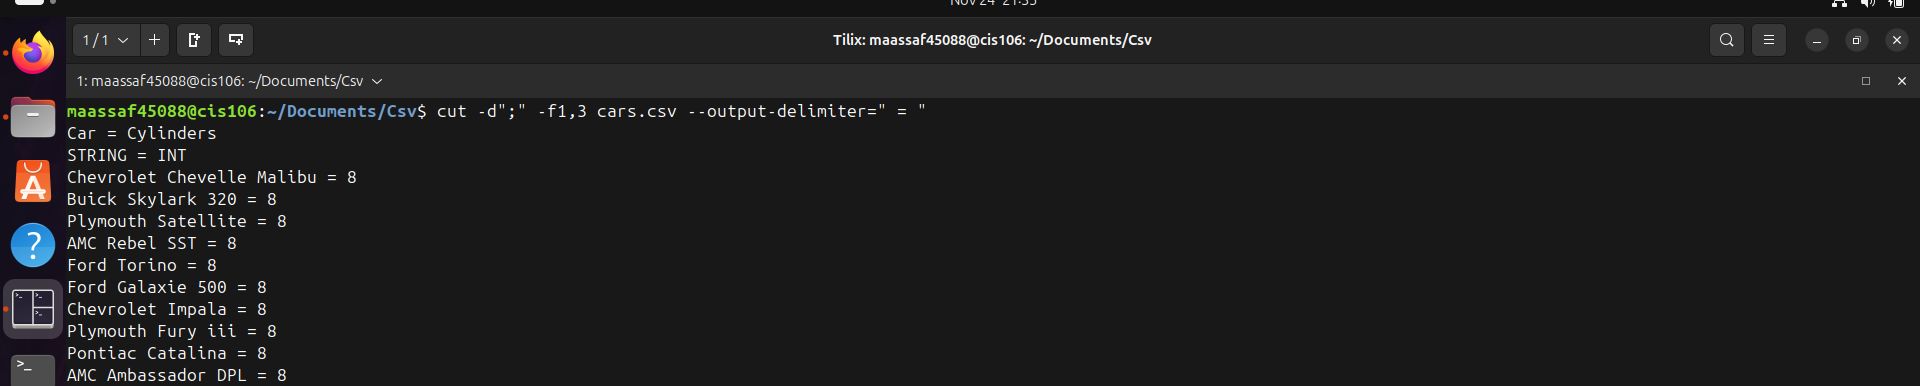 Nov 24 21:35
1 / 1
Tilix: maassaf45088@cis106: ~/Documents/Csv
1: maassaf45088@cis106: ~/Documents/Csv
maassaf45088@cis106:~/Documents/Csv$ cut -d";" -f1,3 cars.csv --output-delimiter=" = "
Car = Cylinders
STRING = INT
Chevrolet Chevelle Malibu = 8
Buick Skylark 320 = 8
Plymouth Satellite = 8
AMC Rebel SST = 8
Ford Torino = 8
Ford Galaxie 500 = 8
Chevrolet Impala = 8
Plymouth Fury iii = 8
Pontiac Catalina = 8
AMC Ambassador DPL = 8